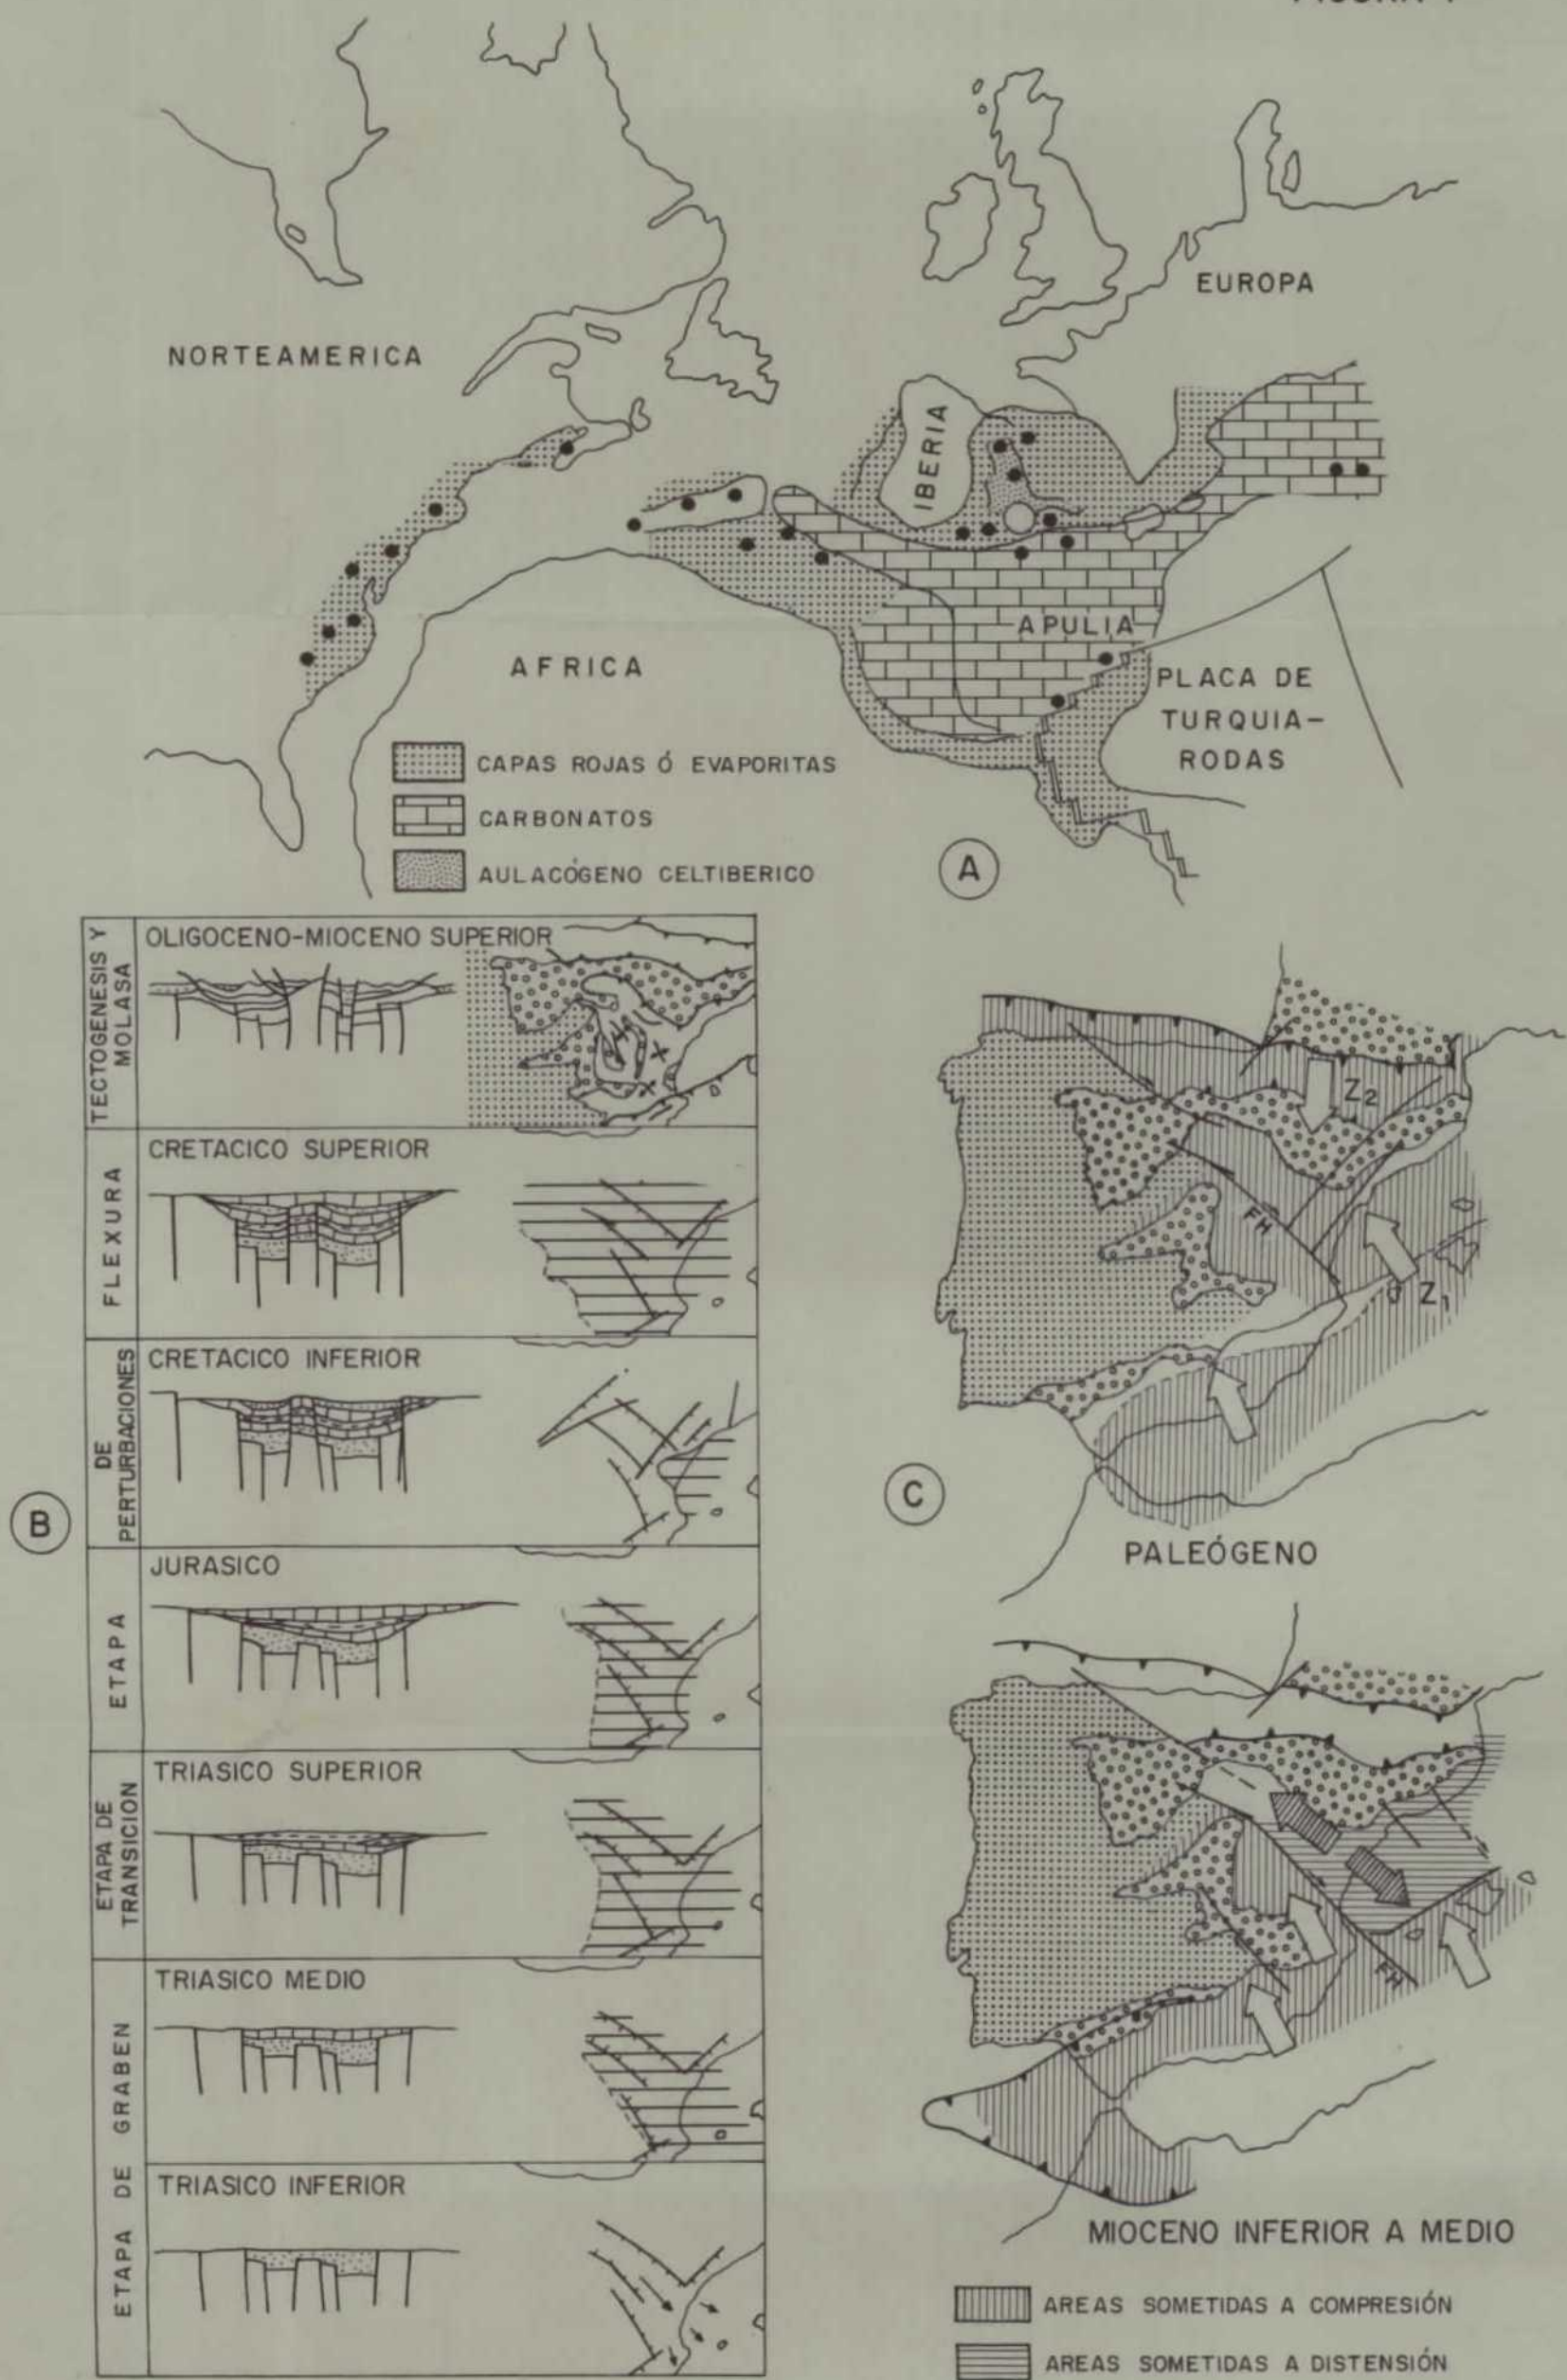 NORTEAMERICA
EUROPA
IBERIA
APULIA
AFRICA
PLACA DE
TURQUIA-
RODAS
CAPAS ROJAS Ó EVAPORITAS
CARBONATOS
AULACÓGENO CELTIBERICO
A
B
TECTOGENESIS Y
MOLASA
OLIGOCENO-MIOCENO SUPERIOR
FLEXURA
CRETACICO SUPERIOR
DE
PERTURBACIONES
CRETACICO INFERIOR
ETAPA
JURASICO
ETAPA DE
TRANSICION
TRIASICO SUPERIOR
ETAPA DE GRABEN
TRIASICO MEDIO
TRIASICO INFERIOR
C
Z2
FH
Z1
PALEÓGENO
FH
MIOCENO INFERIOR A MEDIO
AREAS SOMETIDAS A COMPRESIÓN
AREAS SOMETIDAS A DISTENSIÓN